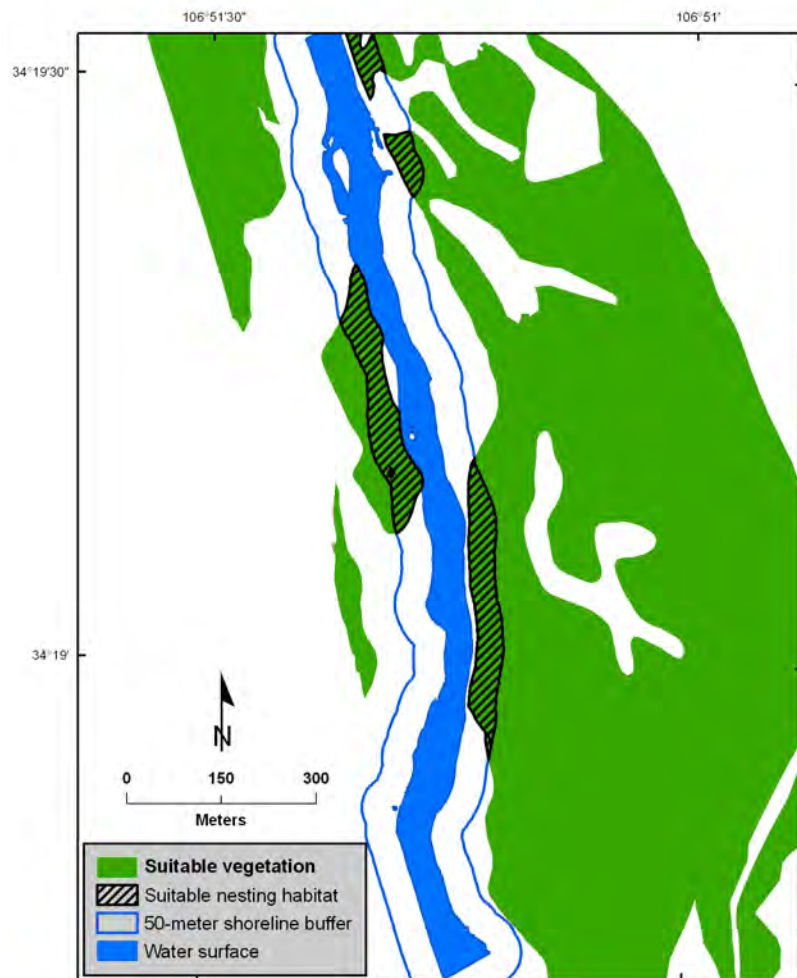 106°51'30" 106°51'
34°19'30"
34°19'
N
0 150 300
Meters
Suitable vegetation
Suitable nesting habitat
50-meter shoreline buffer
Water surface